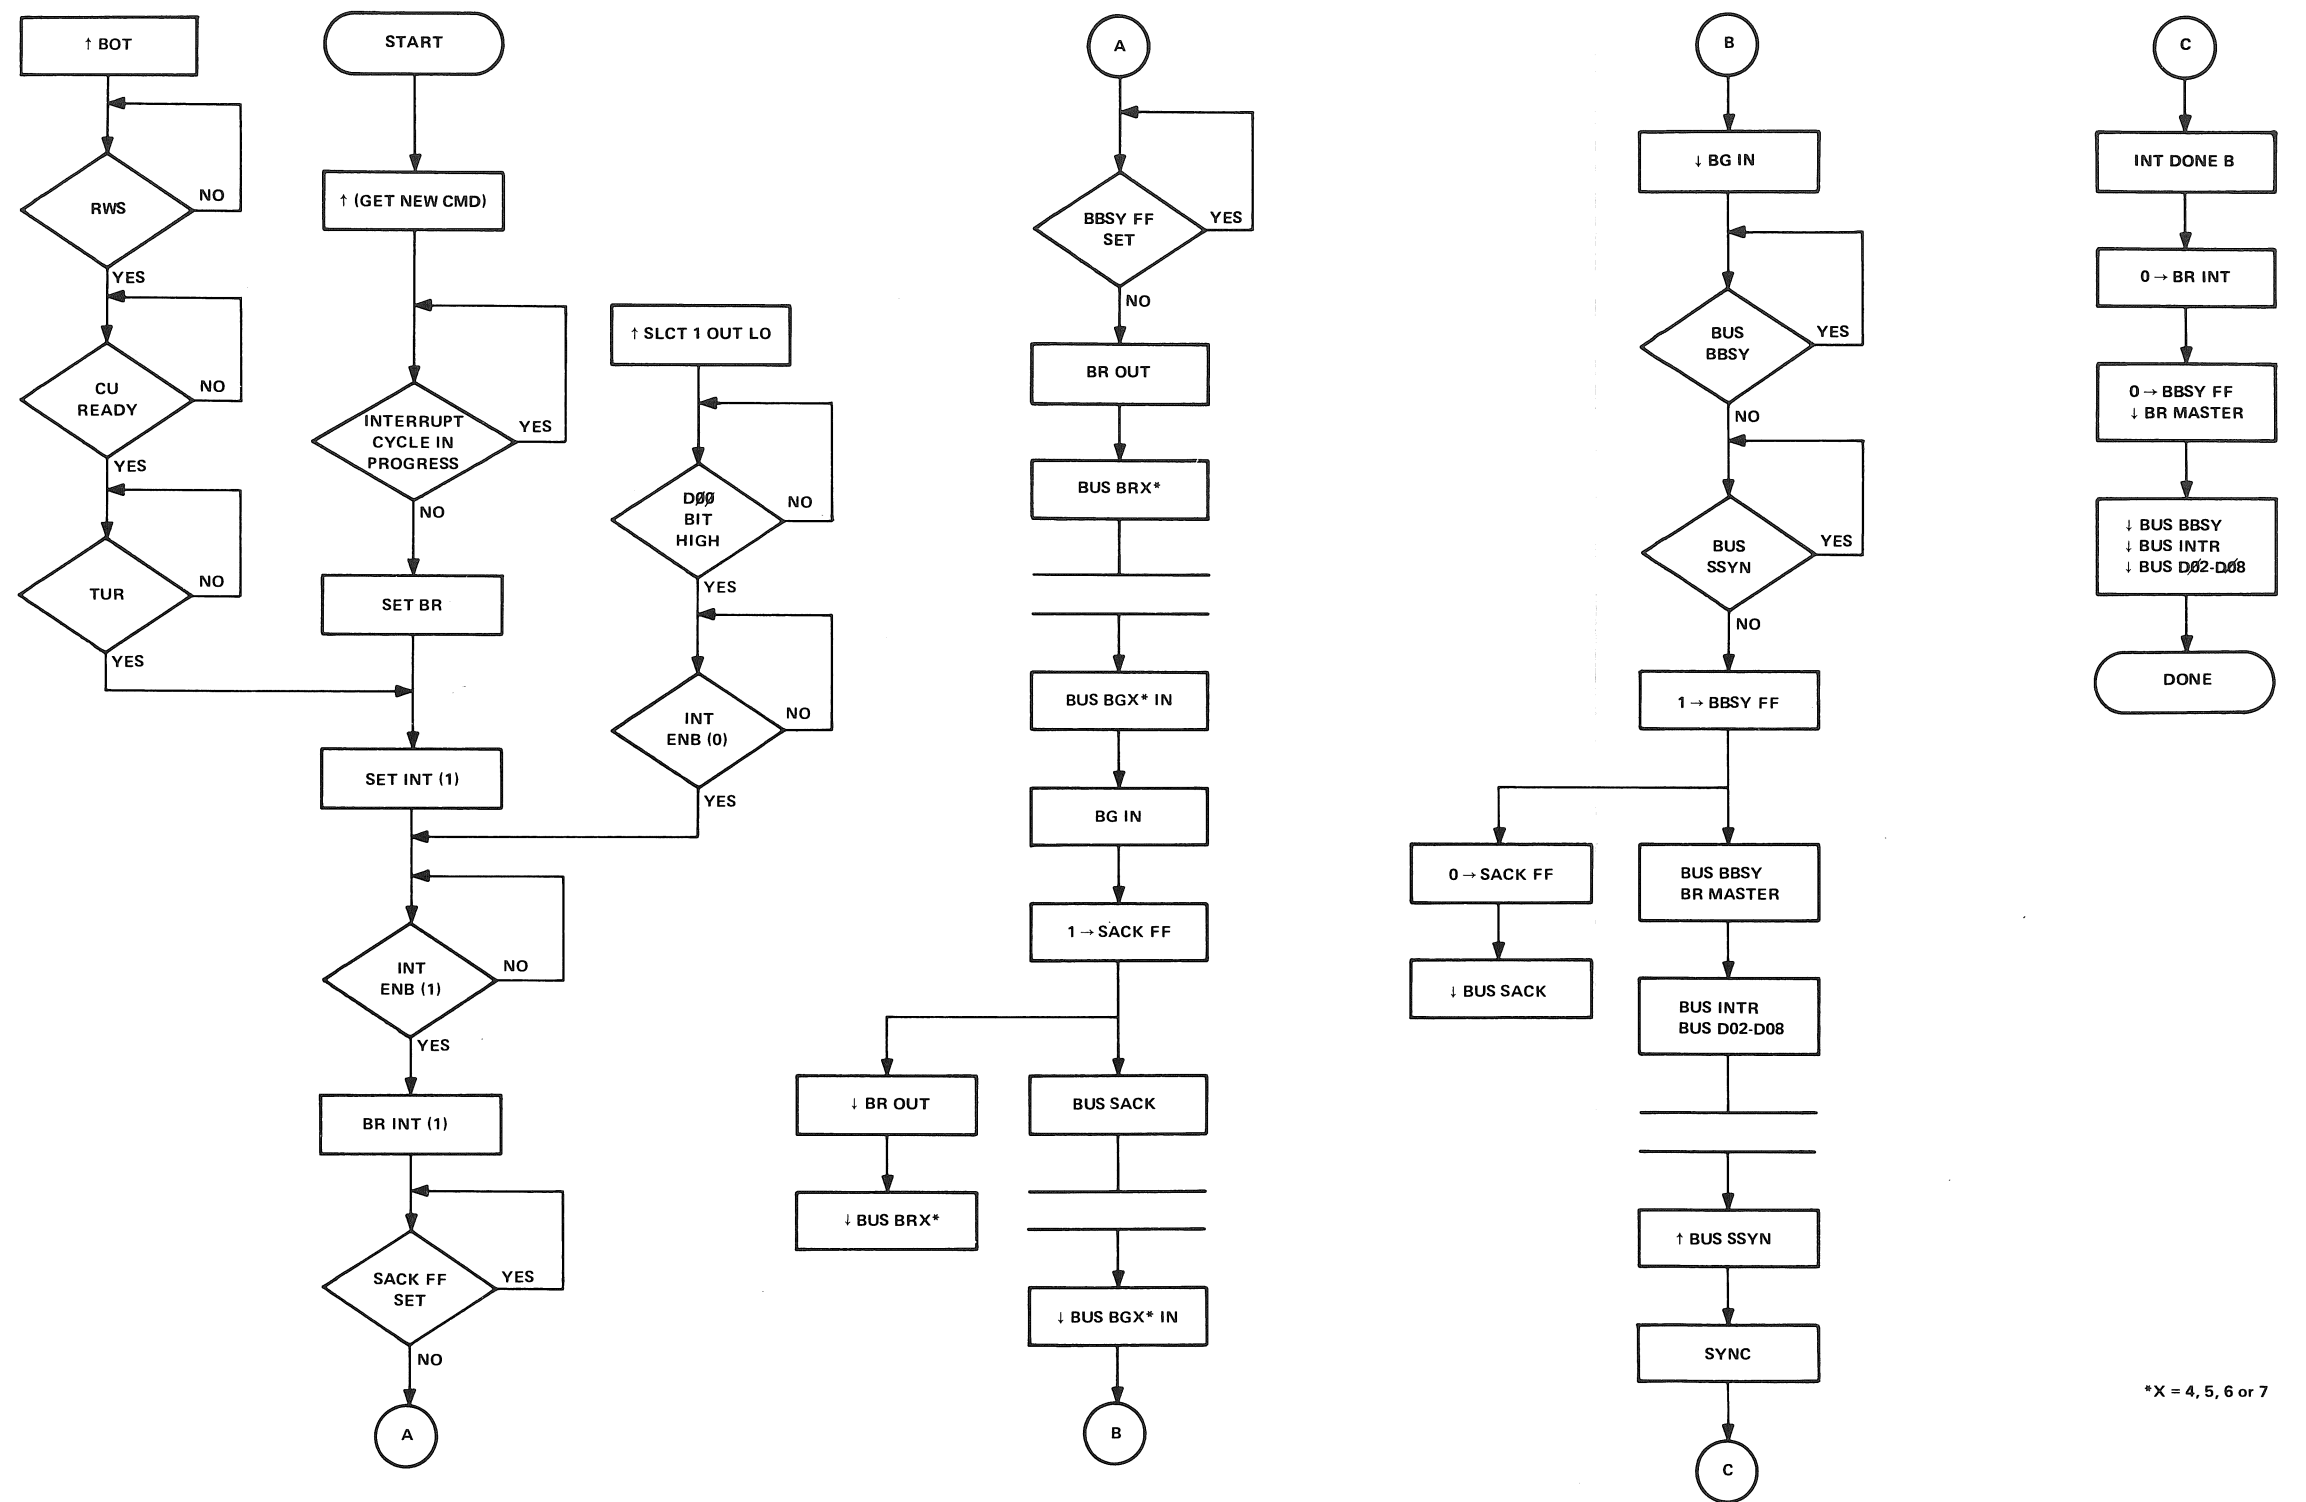 ↑ BOT
RWS
NO
YES
CU
READY
NO
YES
TUR
NO
YES
START
↑ (GET NEW CMD)
INTERRUPT
CYCLE IN
PROGRESS
YES
NO
SET BR
SET INT (1)
↑ SLCT 1 OUT LO
DØØ
BIT
HIGH
NO
YES
INT
ENB (0)
NO
YES
INT
ENB (1)
NO
YES
BR INT (1)
SACK FF
SET
YES
NO
A
A
BBSY FF
SET
YES
NO
BR OUT
BUS BRX*
BUS BGX* IN
BG IN
1 → SACK FF
↓ BR OUT
↓ BUS BRX*
BUS SACK
↓ BUS BGX* IN
B
B
↓ BG IN
BUS
BBSY
YES
NO
BUS
SSYN
YES
NO
1 → BBSY FF
0 → SACK FF
↓ BUS SACK
BUS BBSY
BR MASTER
BUS INTR
BUS D02-D08
↑ BUS SSYN
SYNC
C
C
INT DONE B
0 → BR INT
0 → BBSY FF
↓ BR MASTER
↓ BUS BBSY
↓ BUS INTR
↓ BUS DØ2-DØ8
DONE
*X = 4, 5, 6 or 7